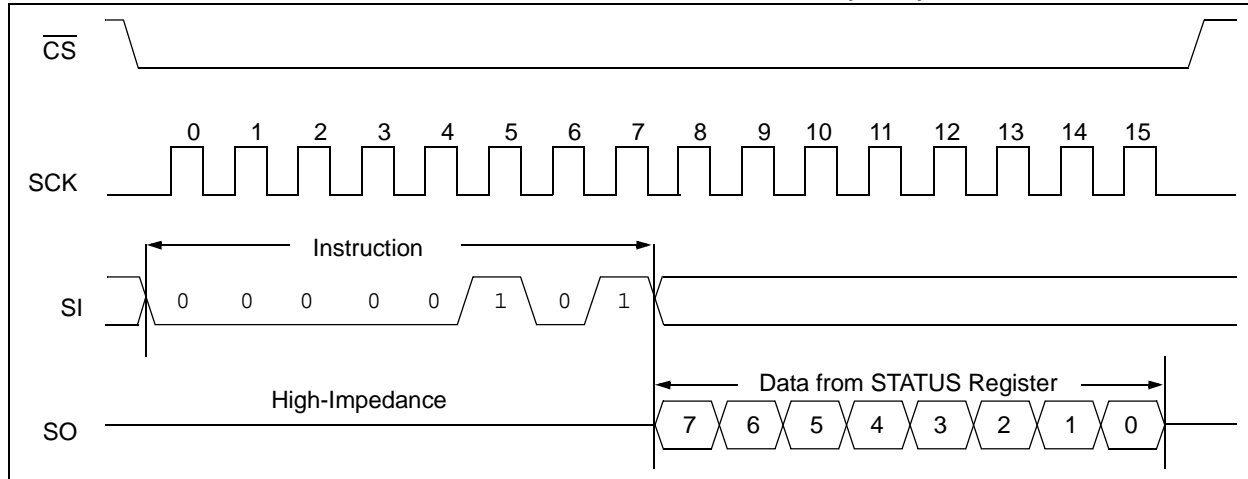 CS
0 1 2 3 4 5 6 7 8 9 10 11 12 13 14 15
SCK
Instruction
SI 0 0 0 0 0 1 0 1
Data from STATUS Register
High-Impedance
SO 7 6 5 4 3 2 1 0